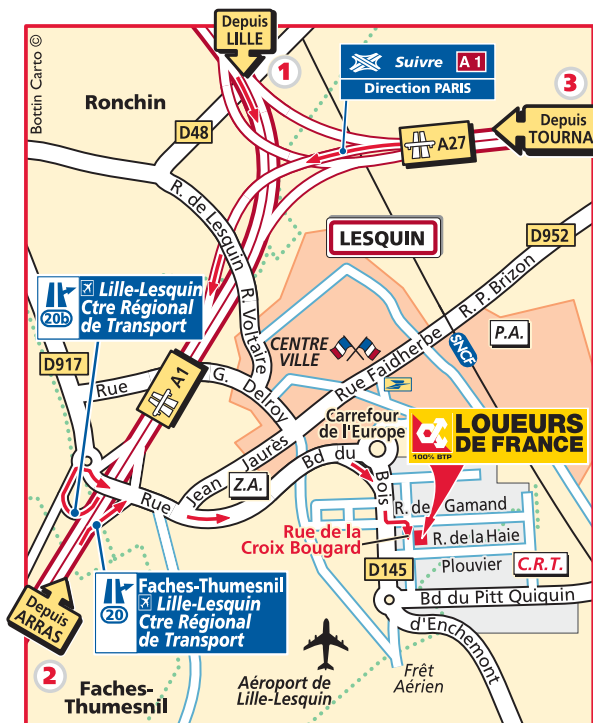 Bottin Carto ©
Depuis
LILLE
1
Suivre A 1
Direction PARIS
3
Depuis
TOURNA
Ronchin
D48
A27
R. de Lesquin
LESQUIN
D952
20b
Lille-Lesquin
Ctre Régional
de Transport
R. Voltaire
CENTRE
VILLE
Rue Faidherbe
R. P. Brizon
P.A.
SNCF
D917
A1
Rue G. Delroy
Carrefour
de l'Europe
LOUEURS
DE FRANCE
100% BTP
Rue Jean Jaurès
Z.A.
Bd du Bois
R. de Gamand
Rue de la
Croix Bougard
R. de la Haie
Plouvier
C.R.T.
D145
Bd du Pitt Quiquin
d'Enchemont
20
Faches-Thumesnil
Lille-Lesquin
Ctre Régional
de Transport
Depuis
ARRAS
2
Faches-
Thumesnil
Aéroport de
Lille-Lesquin
Frêt
Aérien